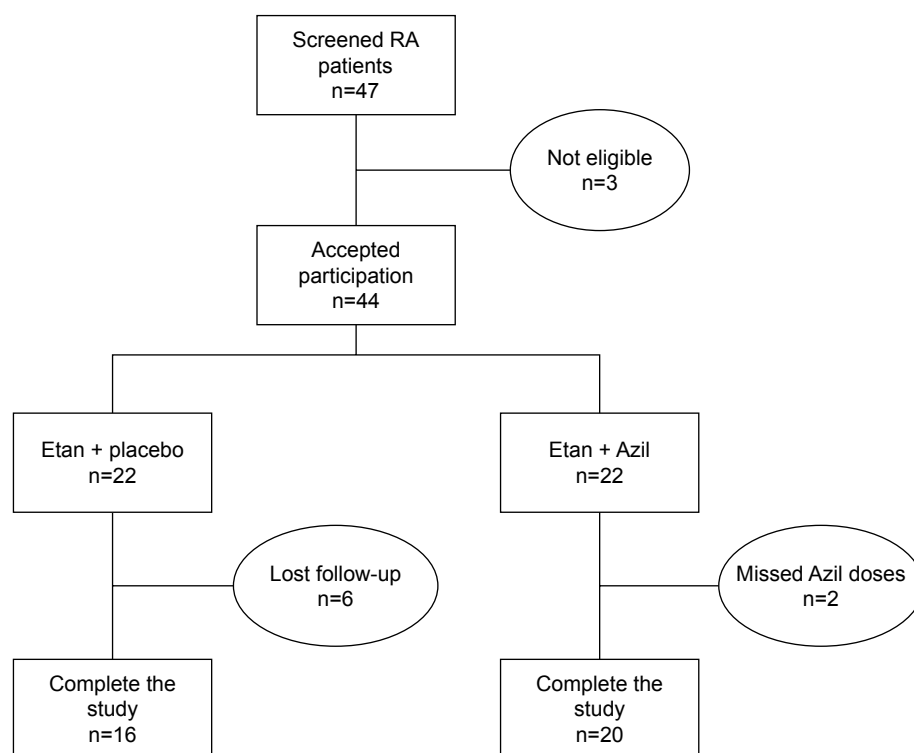 Screened RA
patients
n=47
Not eligible
n=3
Accepted
participation
n=44
Etan + placebo
n=22
Etan + Azil
n=22
Lost follow-up
n=6
Missed Azil doses
n=2
Complete the
study
n=16
Complete the
study
n=20